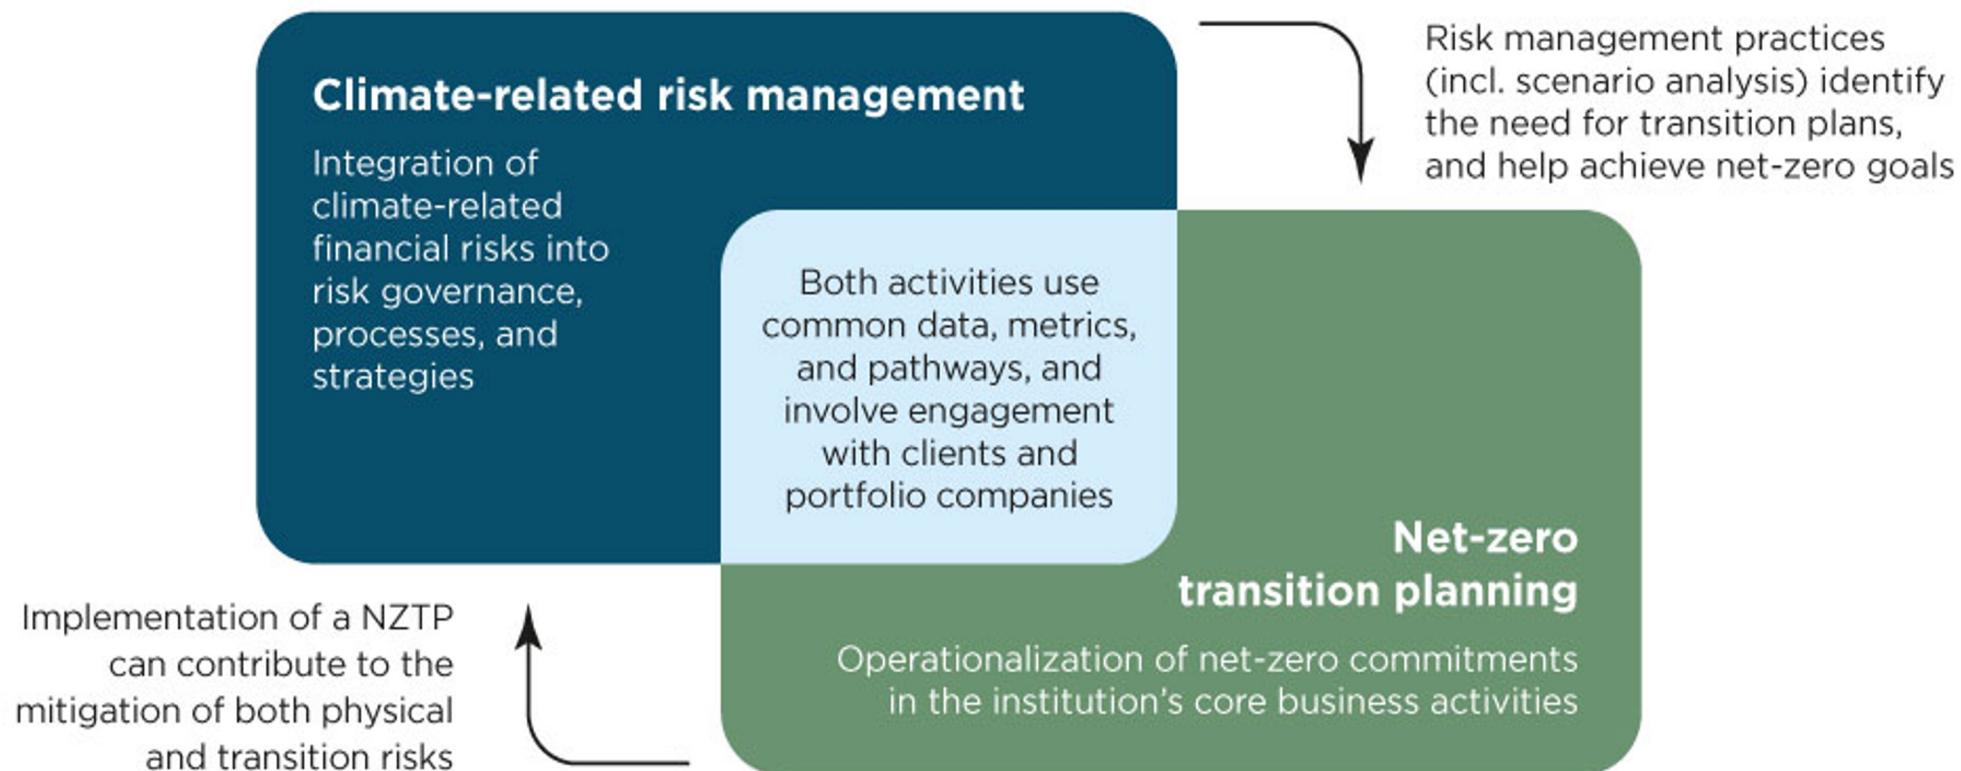 Climate-related risk management
Integration of
climate-related
financial risks into
risk governance,
processes, and
strategies
Risk management practices
(incl. scenario analysis) identify
the need for transition plans,
and help achieve net-zero goals
Both activities use
common data, metrics,
and pathways, and
involve engagement
with clients and
portfolio companies
Net-zero
transition planning
Operationalization of net-zero commitments
in the institution’s core business activities
Implementation of a NZTP
can contribute to the
mitigation of both physical
and transition risks